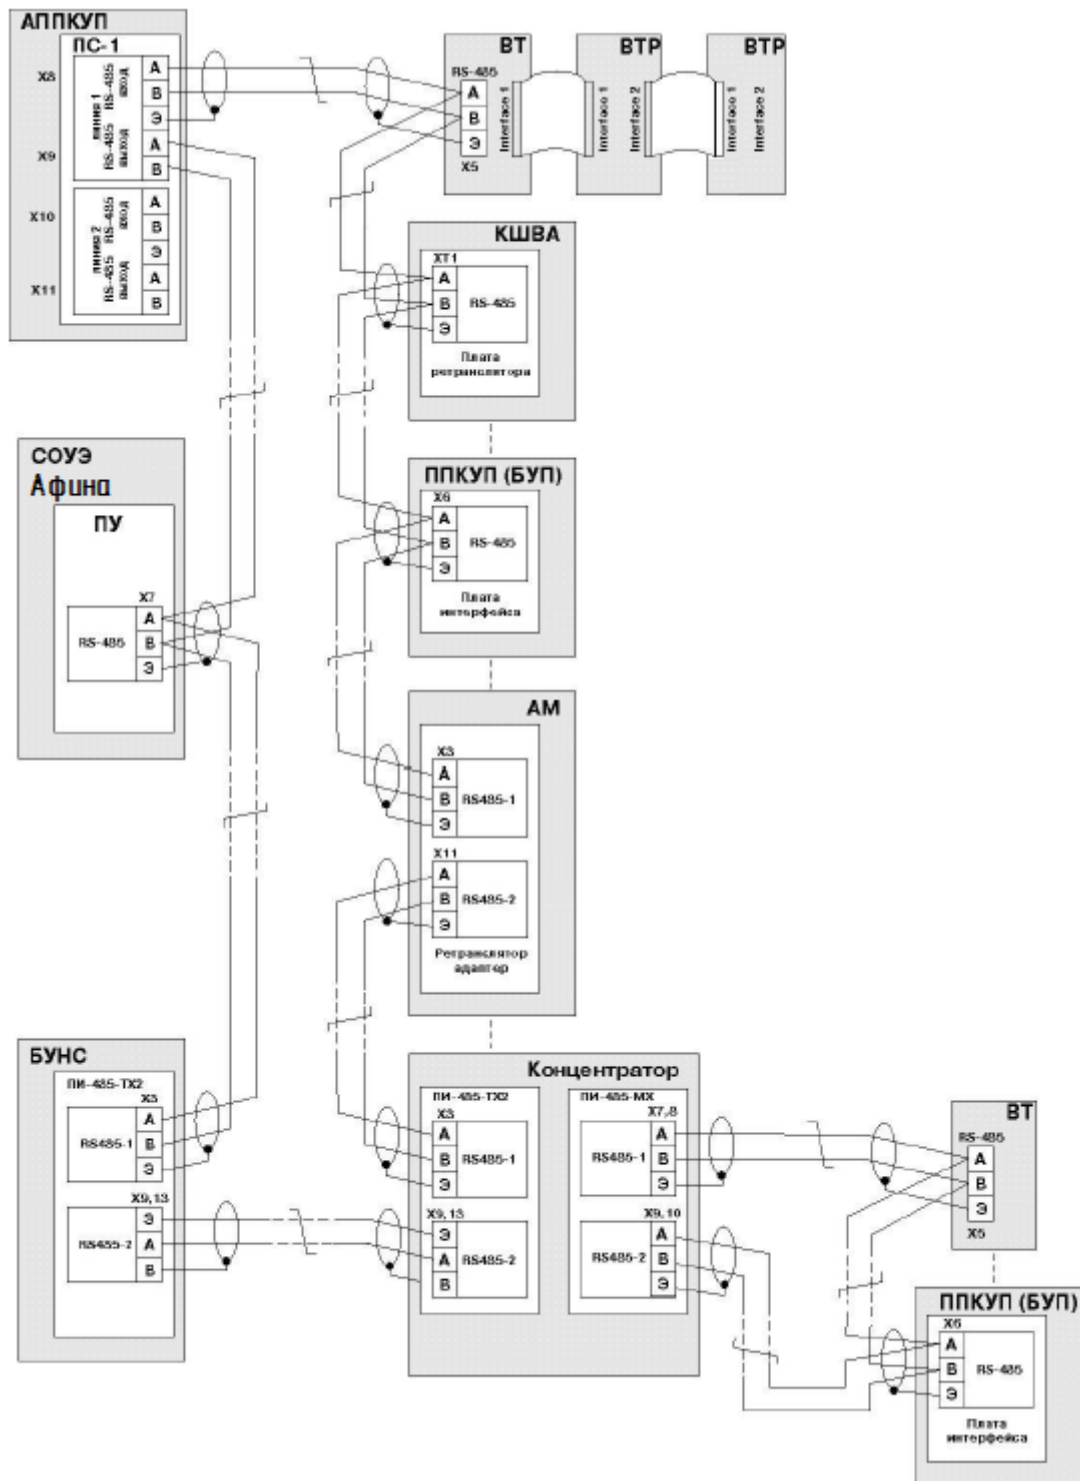 АППКУП
ПС-1
X8
линия 1
RS-485 вход
А
В
Э
X9
RS-485 выход
А
В
X10
линия 2
RS-485 вход
А
В
Э
X11
RS-485 выход
А
В
ВТ
RS-485
А
В
Э
X5
Interface 1
ВТР
Interface 1
Interface 2
ВТР
Interface 1
Interface 2
КШВА
XT1
А
В
Э
RS-485
Плата
ретранслятора
СОУЭ
Афина
ПУ
X7
RS-485
А
В
Э
ППКУП (БУП)
X6
А
В
Э
RS-485
Плата
интерфейса
АМ
X3
А
В
Э
RS485-1
X11
А
В
Э
RS485-2
Ретранслятор
адаптер
БУНС
ПИ-485-ТХ2
X3
RS485-1
А
В
Э
X9,13
RS485-2
Э
А
В
Концентратор
ПИ-485-ТХ2
X3
А
В
Э
RS485-1
X9,13
Э
А
В
RS485-2
ПИ-485-МХ
X7,8
RS485-1
А
В
Э
X9,10
RS485-2
А
В
Э
ВТ
RS-485
А
В
Э
X5
ППКУП (БУП)
X6
А
В
Э
RS-485
Плата
интерфейса